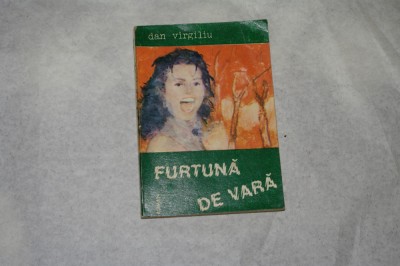 dan virgiliu
FURTUNĂ
DE VARĂ